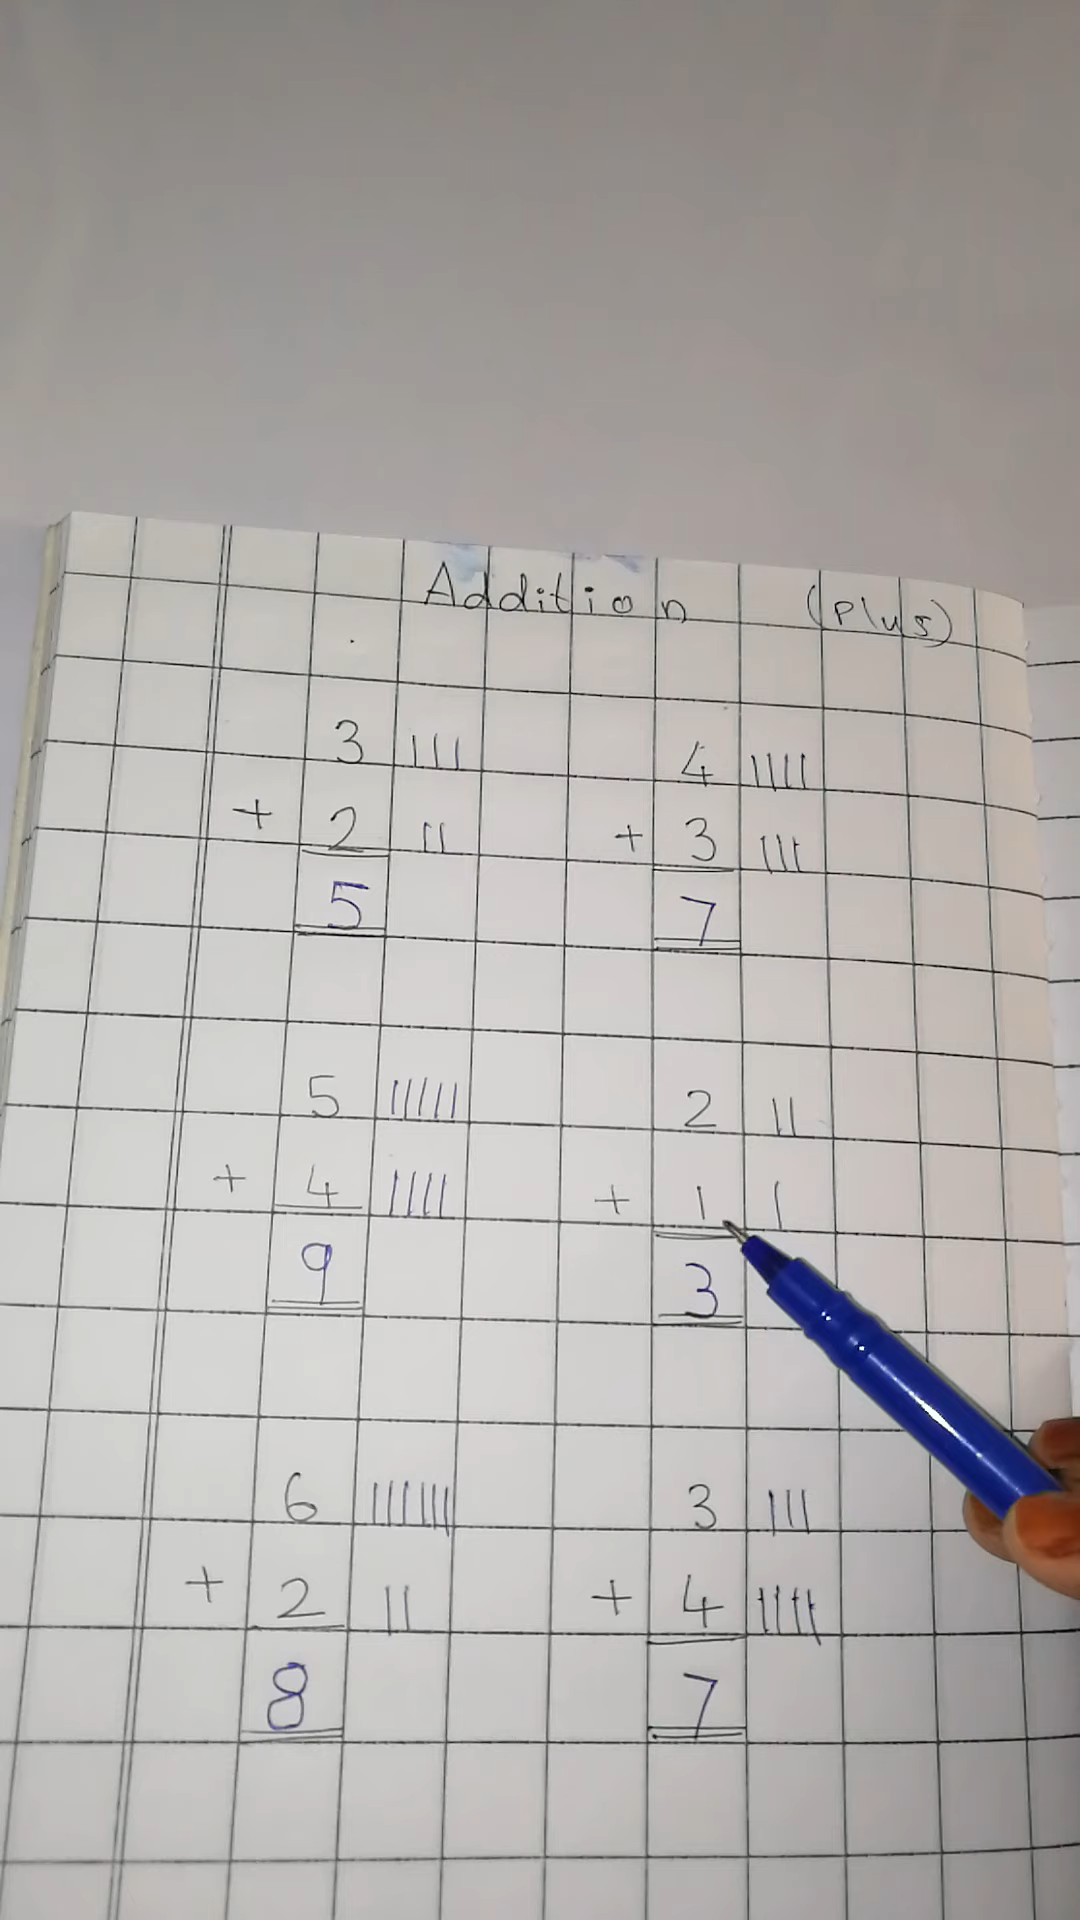 Addition (Plus)
3 ||| 4 ||||
+ 2 || + 3 |||
5 7
5 ||||| 2 ||
+ 4 |||| + 1 |
9 3
6 |||||| 3 |||
+ 2 || + 4 ||||
8 7